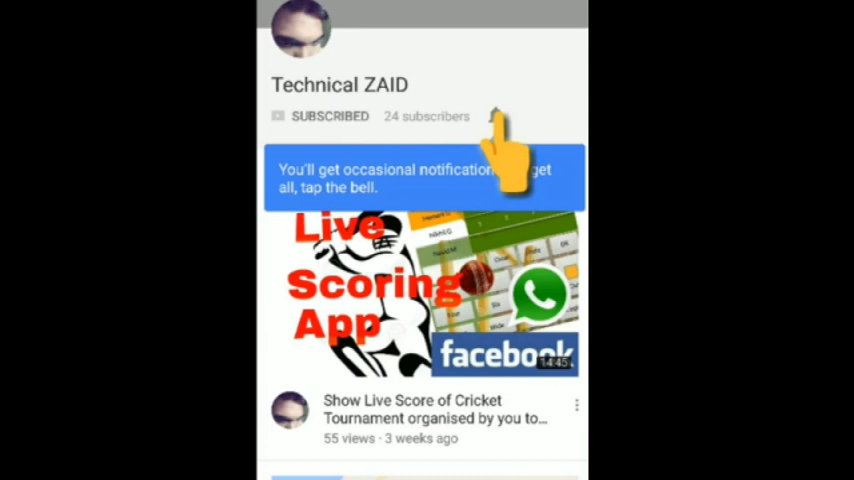 Technical ZAID
SUBSCRIBED 24 subscribers
You'll get occasional notification get
all, tap the bell.
Live
Scoring
App
facebook
14:45
Show Live Score of Cricket
Tournament organised by you to...
55 views · 3 weeks ago